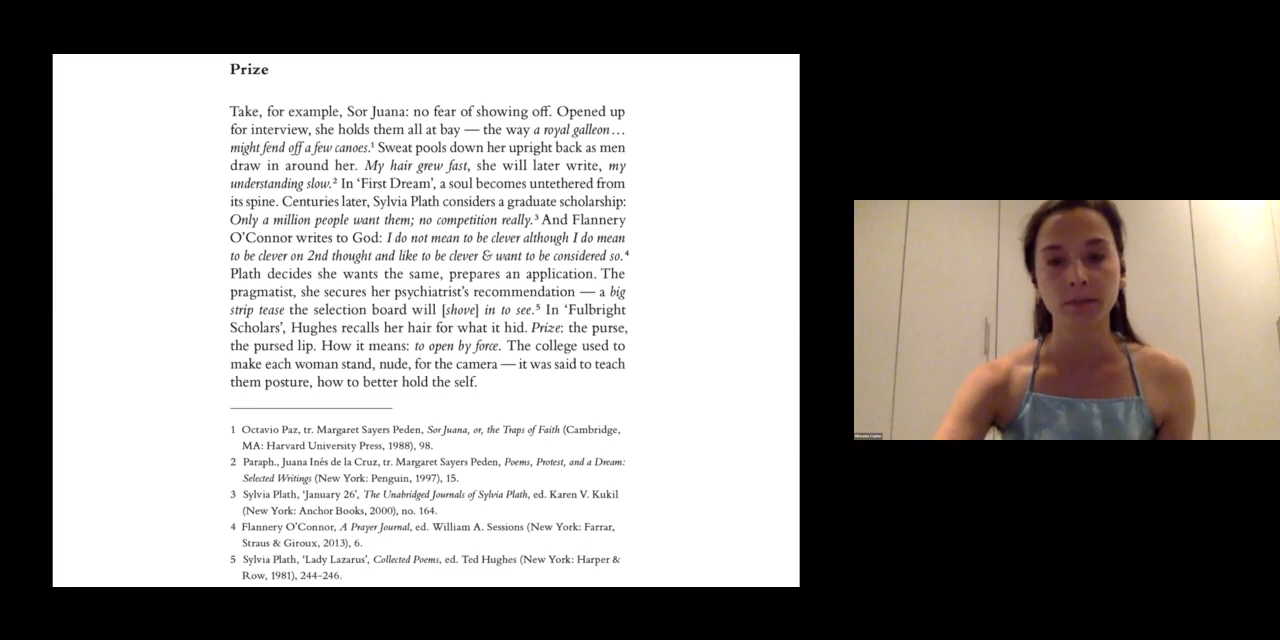 Prize
Take, for example, Sor Juana: no fear of showing off. Opened up
for interview, she holds them all at bay — the way a royal galleon…
might fend off a few canoes.¹ Sweat pools down her upright back as men
draw in around her. My hair grew fast, she will later write, my
understanding slow.² In ‘First Dream’, a soul becomes untethered from
its spine. Centuries later, Sylvia Plath considers a graduate scholarship:
Only a million people want them; no competition really.³ And Flannery
O’Connor writes to God: I do not mean to be clever although I do mean
to be clever on 2nd thought and like to be clever & want to be considered so.⁴
Plath decides she wants the same, prepares an application. The
pragmatist, she secures her psychiatrist’s recommendation — a big
strip tease the selection board will [shove] in to see.⁵ In ‘Fulbright
Scholars’, Hughes recalls her hair for what it hid. Prize: the purse,
the pursed lip. How it means: to open by force. The college used to
make each woman stand, nude, for the camera — it was said to teach
them posture, how to better hold the self.
1 Octavio Paz, tr. Margaret Sayers Peden, Sor Juana, or, the Traps of Faith (Cambridge,
MA: Harvard University Press, 1988), 98.
2 Paraph., Juana Inés de la Cruz, tr. Margaret Sayers Peden, Poems, Protest, and a Dream:
Selected Writings (New York: Penguin, 1997), 15.
3 Sylvia Plath, ‘January 26’, The Unabridged Journals of Sylvia Plath, ed. Karen V. Kukil
(New York: Anchor Books, 2000), no. 164.
4 Flannery O’Connor, A Prayer Journal, ed. William A. Sessions (New York: Farrar,
Straus & Giroux, 2013), 6.
5 Sylvia Plath, ‘Lady Lazarus’, Collected Poems, ed. Ted Hughes (New York: Harper &
Row, 1981), 244–246.